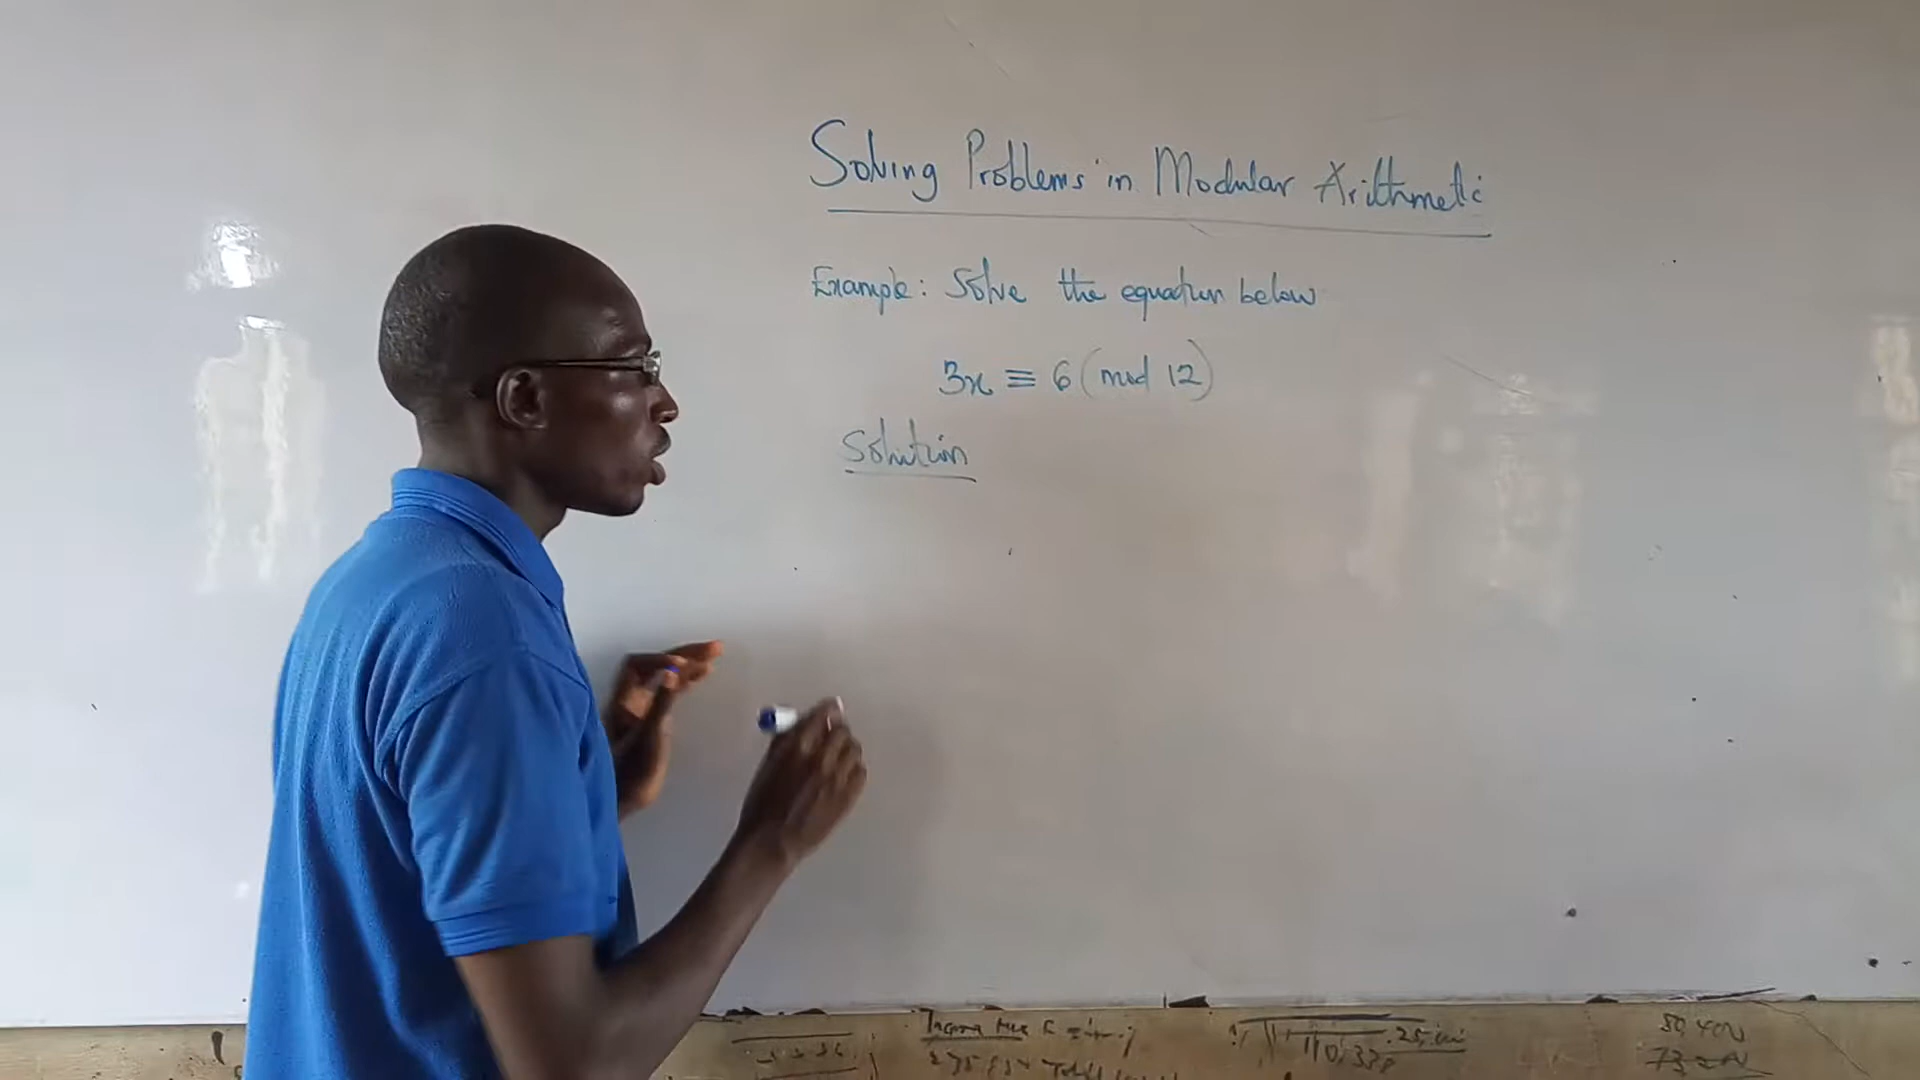 Solving Problems in Modular Arithmetic
Example: Solve the equation below
3x ≡ 6 (mod 12)
Solution